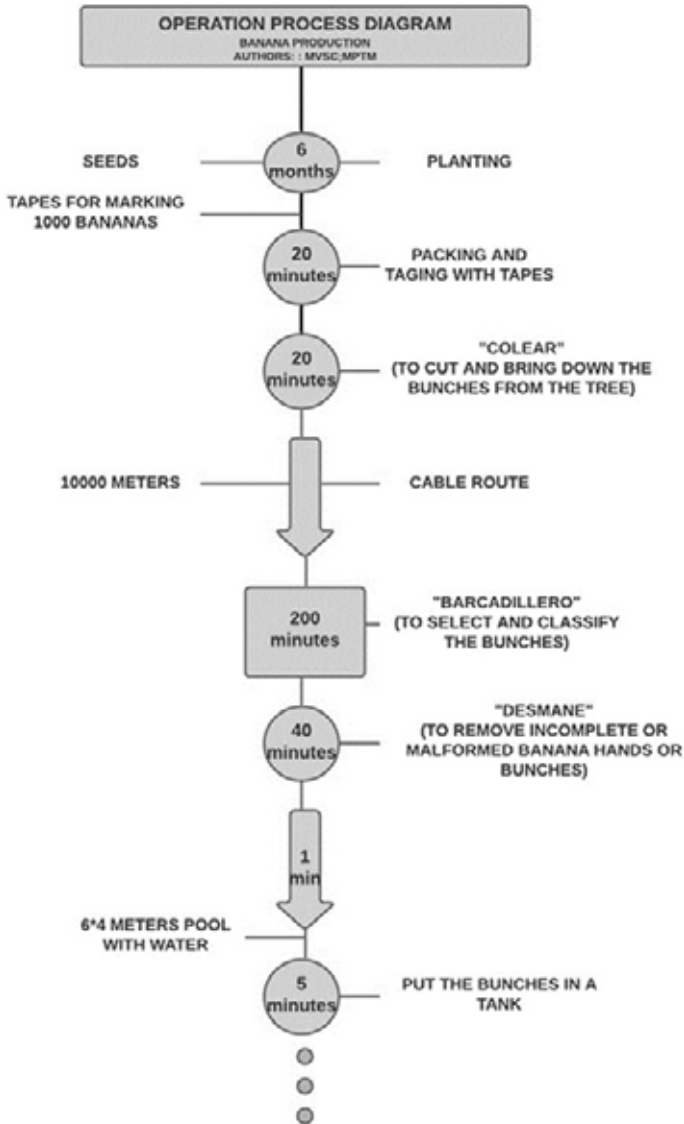 OPERATION PROCESS DIAGRAM
BANANA PRODUCTION
AUTHORS: : MVSC;MPTM
SEEDS
6
months
PLANTING
TAPES FOR MARKING
1000 BANANAS
20
minutes
PACKING AND
TAGING WITH TAPES
20
minutes
"COLEAR"
(TO CUT AND BRING DOWN THE
BUNCHES FROM THE TREE)
10000 METERS
CABLE ROUTE
200
minutes
"BARCADILLERO"
(TO SELECT AND CLASSIFY
THE BUNCHES)
40
minutes
"DESMANE"
(TO REMOVE INCOMPLETE OR
MALFORMED BANANA HANDS OR
BUNCHES)
1
min
6*4 METERS POOL
WITH WATER
5
minutes
PUT THE BUNCHES IN A
TANK